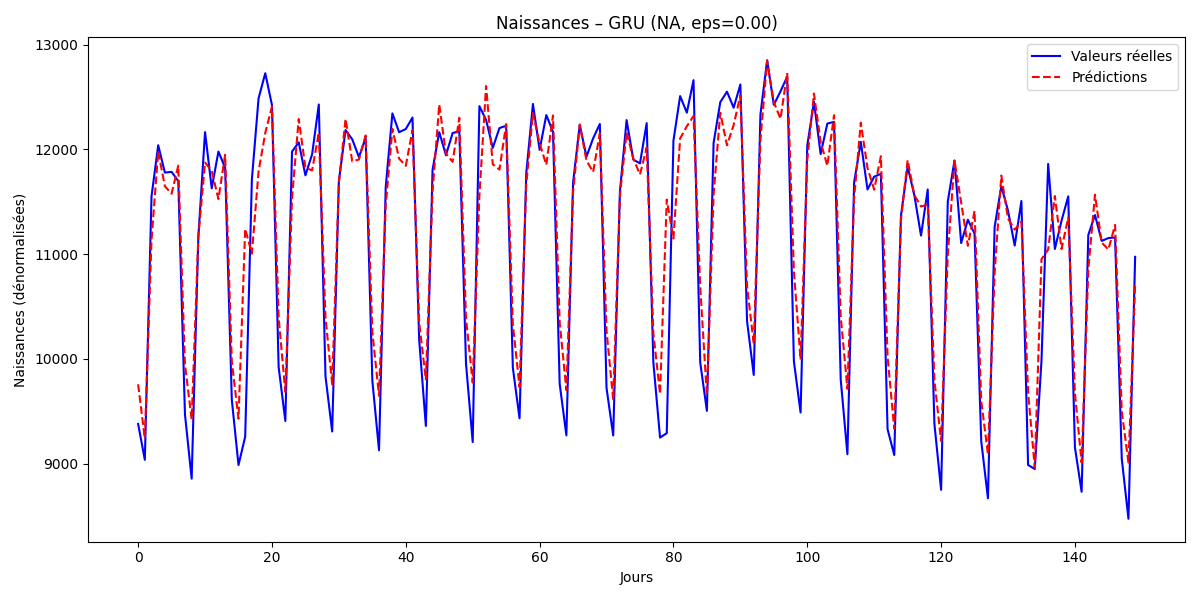 Naissances – GRU (NA, eps=0.00)
Valeurs réelles
Prédictions
Naissances (dénormalisées)
13000
12000
11000
10000
9000
0 20 40 60 80 100 120 140
Jours